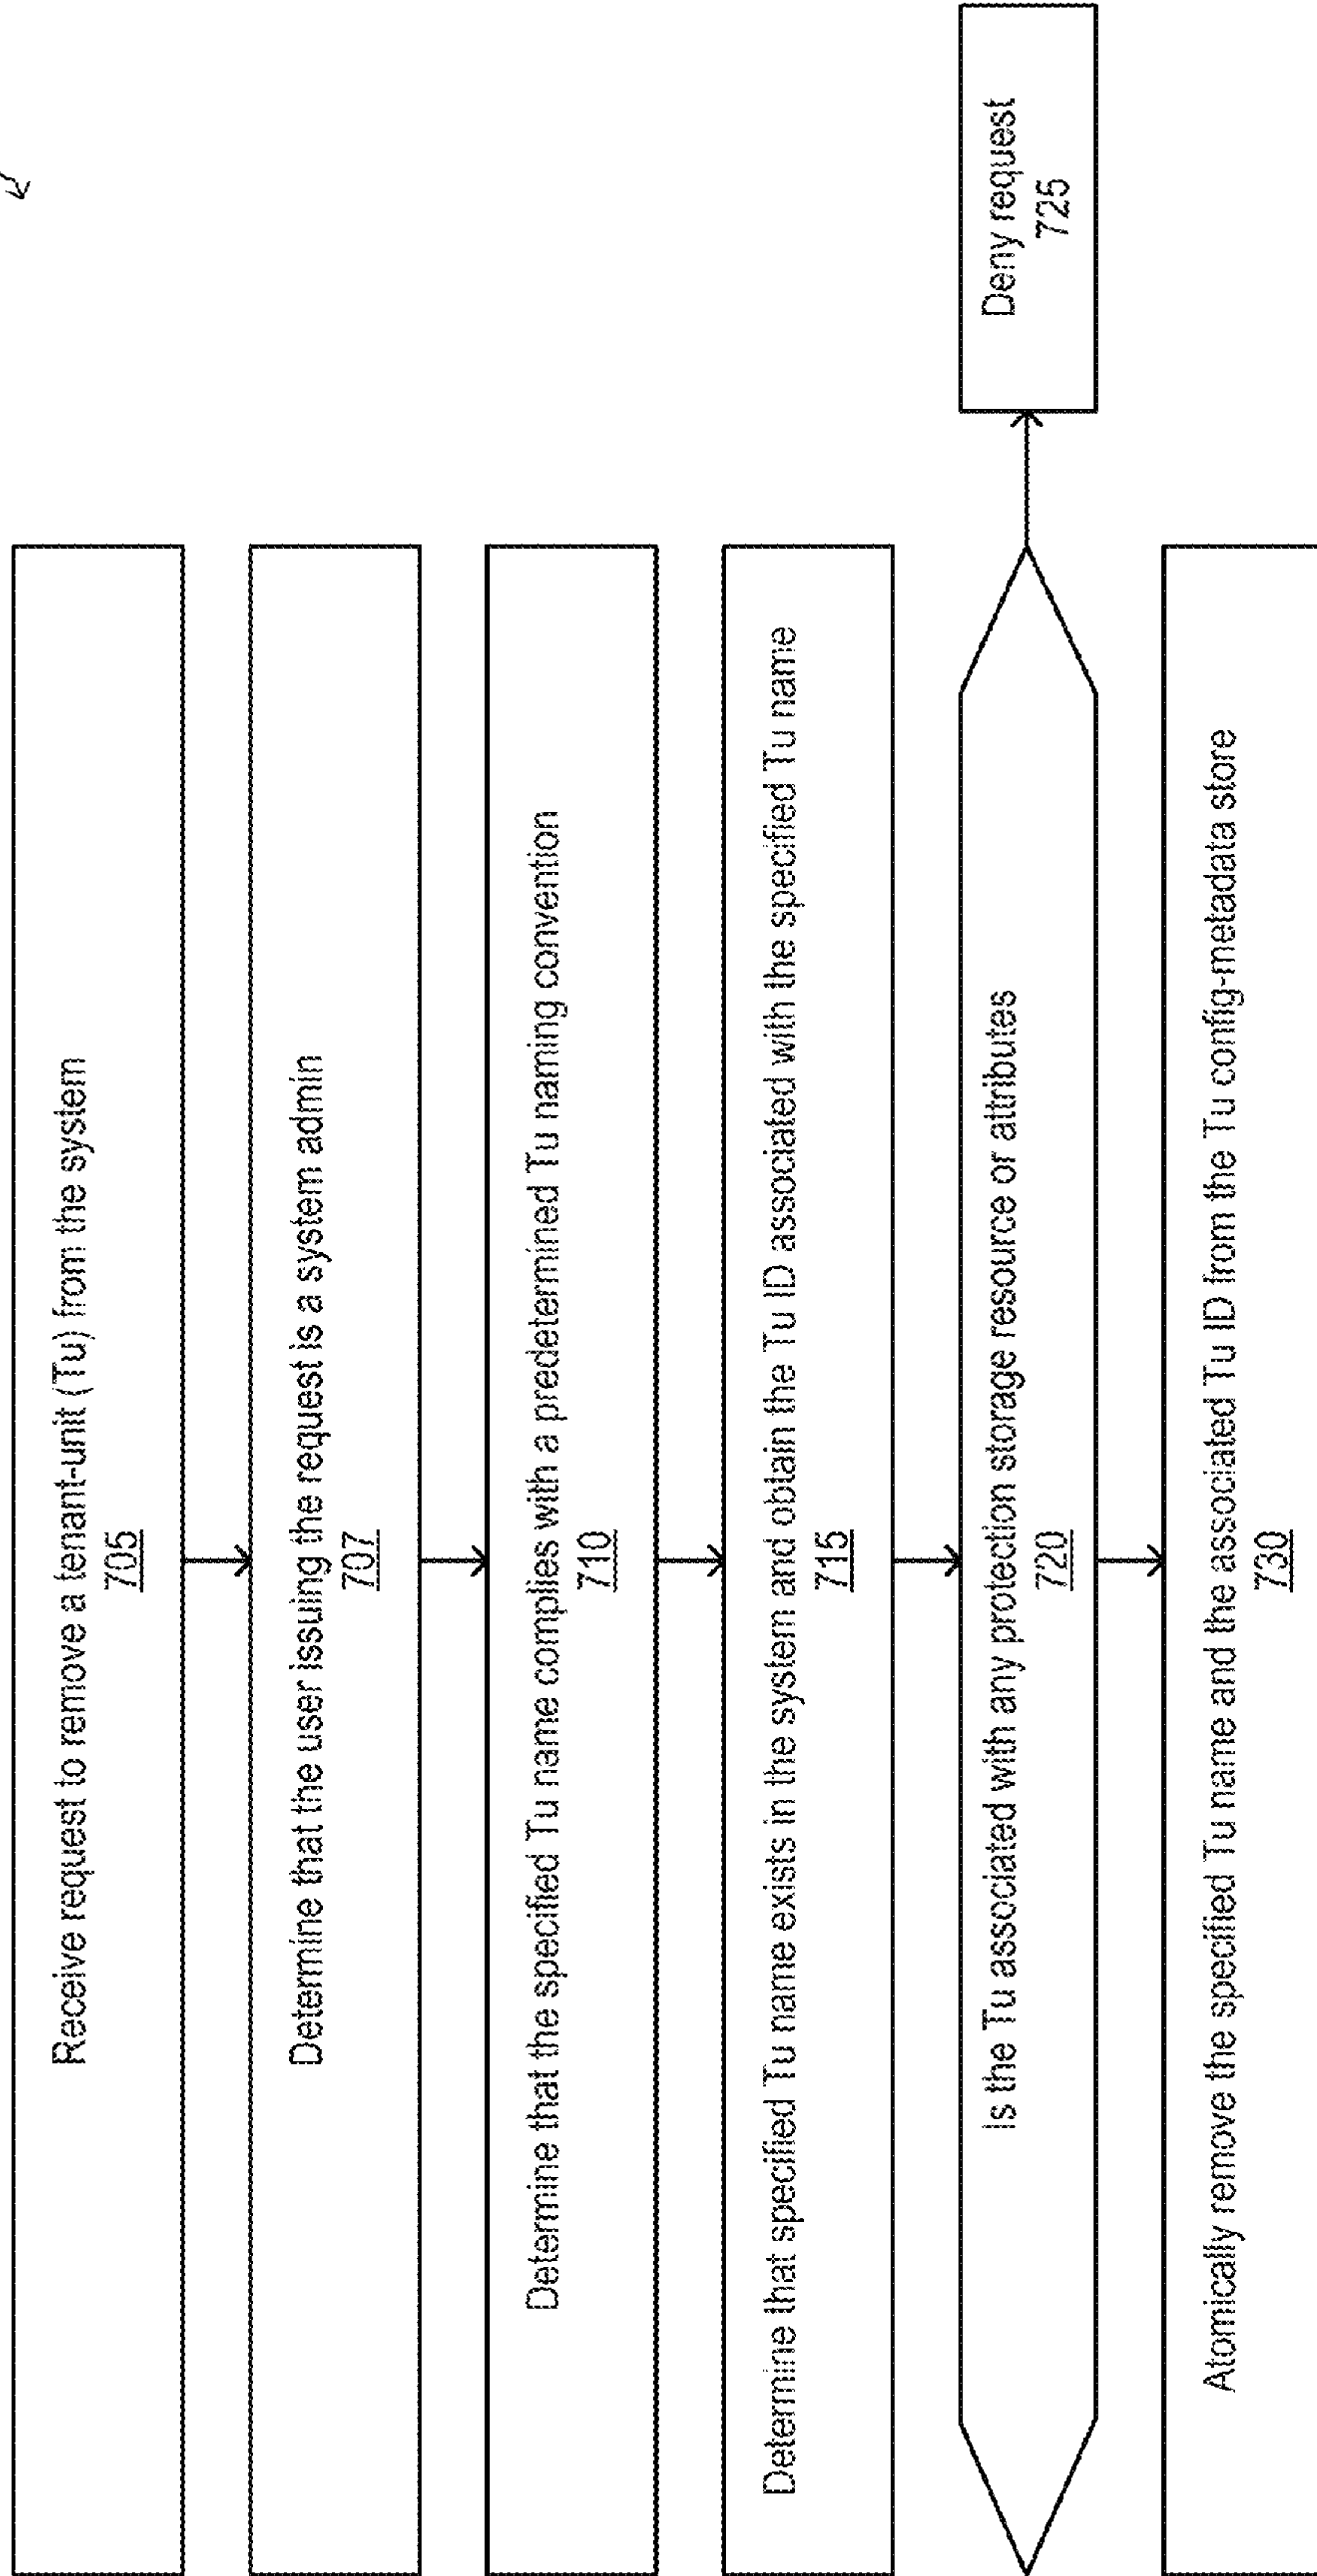 Receive request to remove a tenant-unit (Tu) from the system
705
Determine that the user issuing the request is a system admin
707
Determine that the specified Tu name complies with a predetermined Tu naming convention
710
Determine that specified Tu name exists in the system and obtain the Tu ID associated with the specified Tu name
715
Is the Tu associated with any protection storage resource or attributes
720
Deny request
725
Atomically remove the specified Tu name and the associated Tu ID from the Tu config-metadata store
730